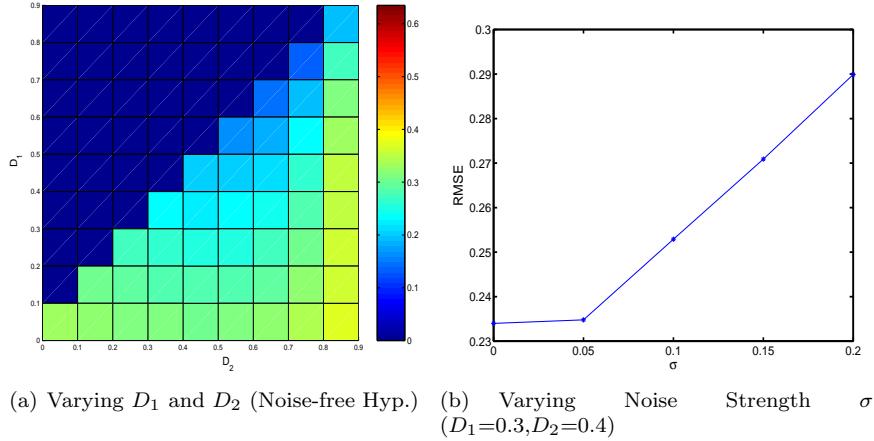 0.9
0.8
0.7
0.6
0.5
0.4
0.3
0.2
0.1
0
D1
0 0.1 0.2 0.3 0.4 0.5 0.6 0.7 0.8 0.9
D2
0.6
0.5
0.4
0.3
0.2
0.1
0
0.3
0.29
0.27
0.25
0.24
0.23
RMSE
0 0.05 0.1 0.15 0.2
σ
(a) Varying D1 and D2 (Noise-free Hyp.)
(b) Varying Noise Strength σ
(D1=0.3,D2=0.4)